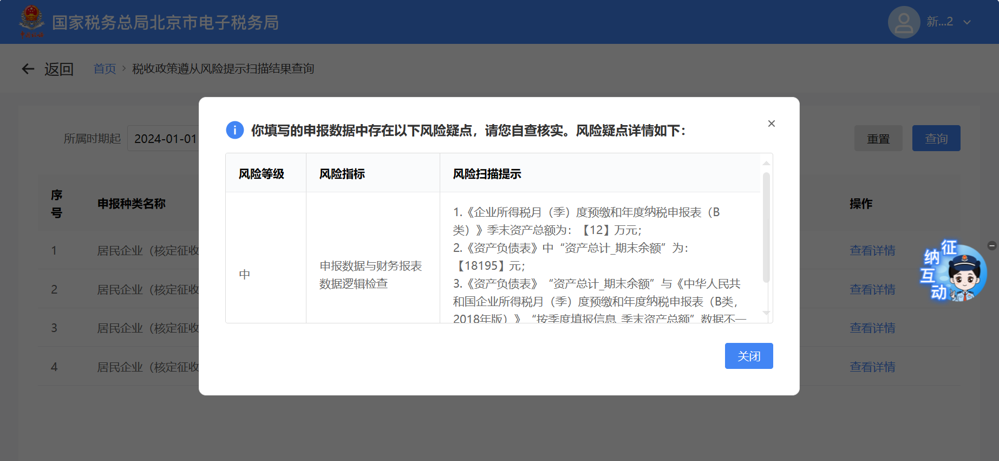 国家税务总局北京市电子税务局
新...2
返回
首页 > 税收政策遵从风险提示扫描结果查询
所属时期起 2024-01-01
重置
查询
序号
申报种类名称
操作
1 居民企业（核定征收 查看详情
2 居民企业（核定征收 查看详情
3 居民企业（核定征收 查看详情
4 居民企业（核定征收 查看详情
你填写的申报数据中存在以下风险疑点，请您自查核实。风险疑点详情如下：
×
风险等级 风险指标 风险扫描提示
中
申报数据与财务报表
数据逻辑检查
1.《企业所得税月（季）度预缴和年度纳税申报表（B
类）》季末资产总额为：【12】万元；
2.《资产负债表》中“资产总计_期末余额”为：
【18195】元；
3.《资产负债表》“资产总计_期末余额”与《中华人民共
和国企业所得税月（季）度预缴和年度纳税申报表（B类，
2018年版）》“按季度填报信息_季末资产总额”数据不一
关闭
征
纳
互
动